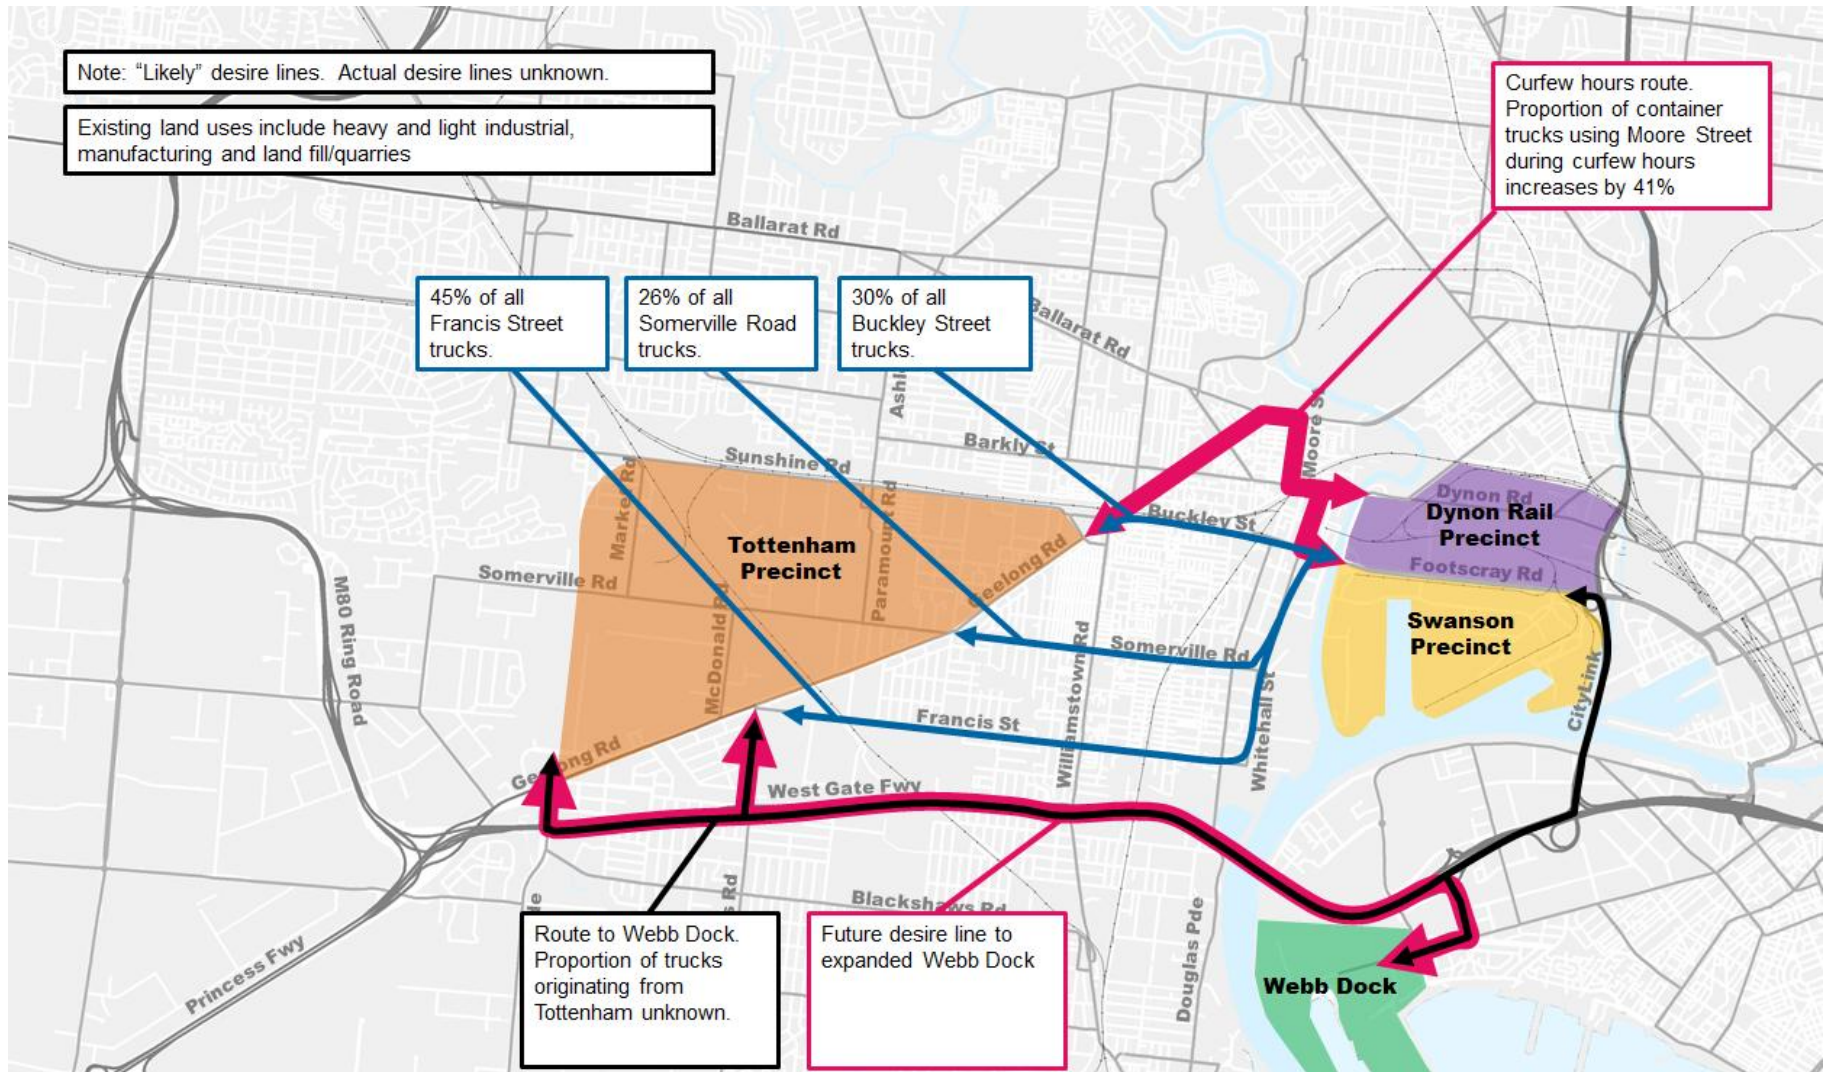 Note: “Likely” desire lines. Actual desire lines unknown.
Existing land uses include heavy and light industrial,
manufacturing and land fill/quarries
Curfew hours route.
Proportion of container
trucks using Moore Street
during curfew hours
increases by 41%
Ballarat Rd
45% of all
Francis Street
trucks.
26% of all
Somerville Road
trucks.
30% of all
Buckley Street
trucks.
Ballarat Rd
Moore St
Barkly St
Sunshine Rd
Market Rd
Paramount Rd
Buckley St
Dynon Rd
Dynon Rail
Precinct
Tottenham
Precinct
Geelong Rd
Footscray Rd
Somerville Rd
McDonald Rd
M80 Ring Road
Swanson
Precinct
Somerville Rd
Williamstown Rd
Whitehall St
CityLink
Francis St
Geelong Rd
West Gate Fwy
Blackshaws Rd
Rd
Douglas Pde
Princess Fwy
Route to Webb Dock.
Proportion of trucks
originating from
Tottenham unknown.
Future desire line to
expanded Webb Dock
Webb Dock